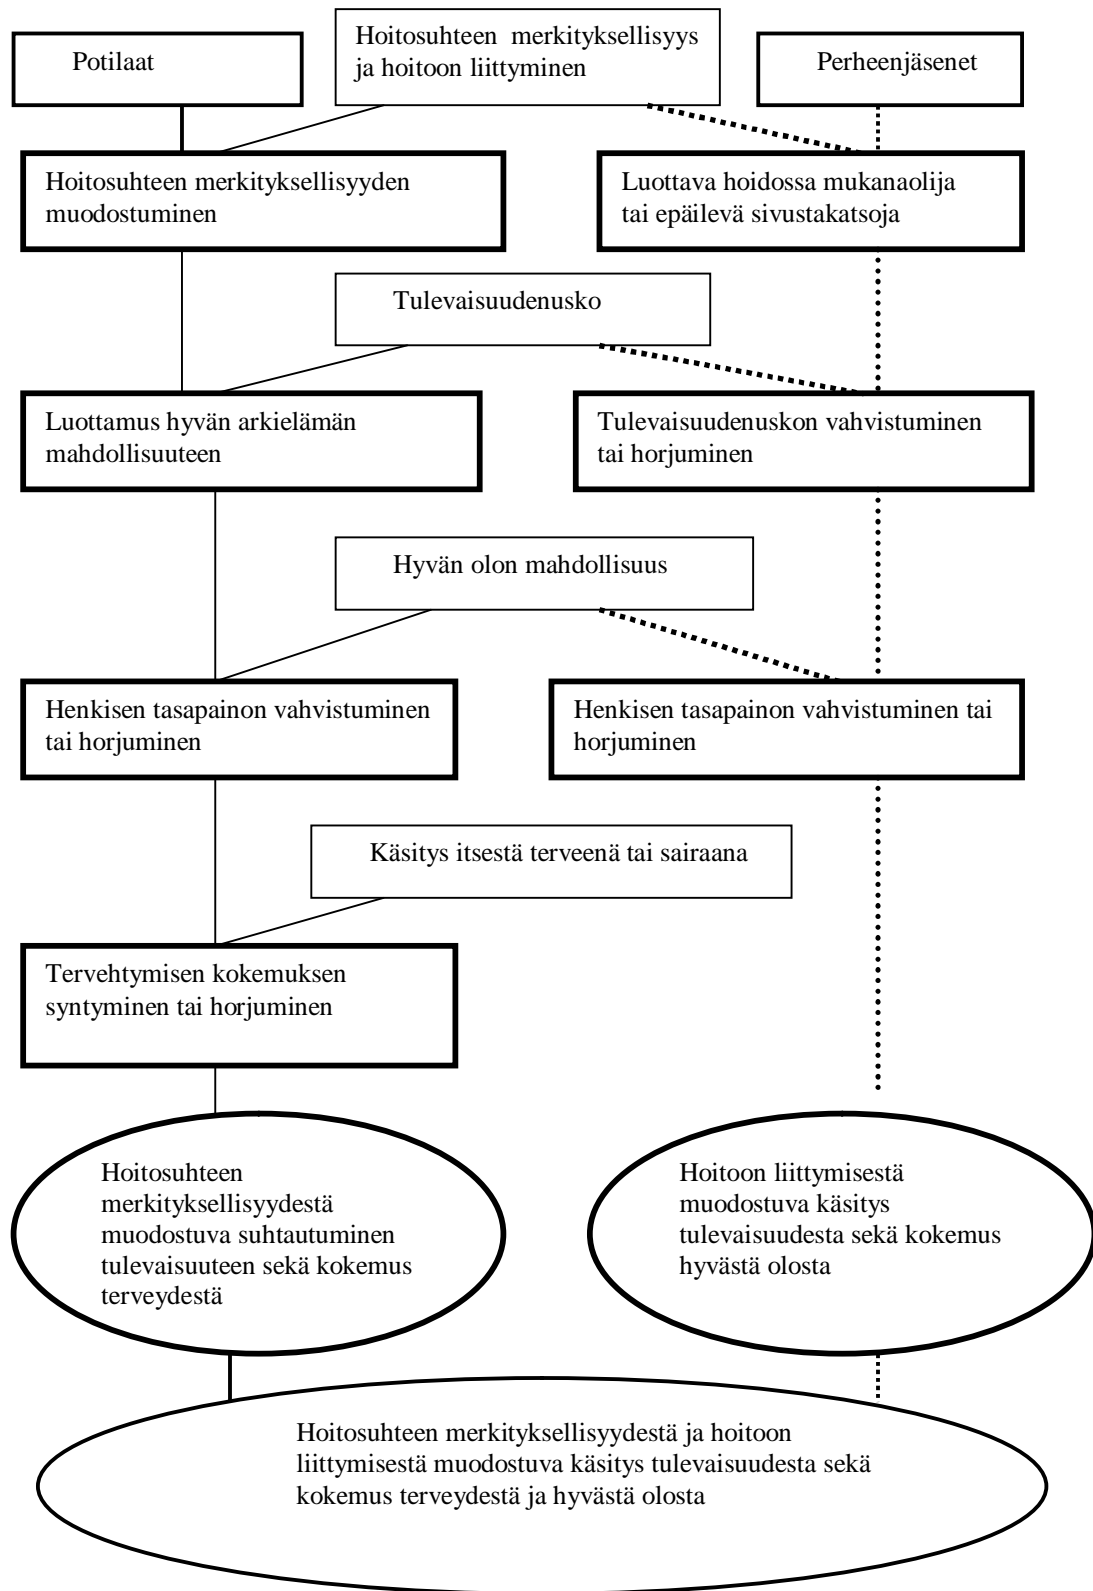 Potilaat
Hoitosuhteen merkityksellisyys
ja hoitoon liittyminen
Perheenjäsenet
Hoitosuhteen merkityksellisyyden
muodostuminen
Luottava hoidossa mukanaolija
tai epäilevä sivustakatsoja
Tulevaisuudenusko
Luottamus hyvän arkielämän
mahdollisuuteen
Tulevaisuudenuskon vahvistuminen
tai horjuminen
Hyvän olon mahdollisuus
Henkisen tasapainon vahvistuminen
tai horjuminen
Henkisen tasapainon vahvistuminen tai
horjuminen
Käsitys itsestä terveenä tai sairaana
Tervehtymisen kokemuksen
syntyminen tai horjuminen
Hoitosuhteen
merkityksellisyydestä
muodostuva suhtautuminen
tulevaisuuteen sekä kokemus
terveydestä
Hoitoon liittymisestä
muodostuva käsitys
tulevaisuudesta sekä kokemus
hyvästä olosta
Hoitosuhteen merkityksellisyydestä ja hoitoon
liittymisestä muodostuva käsitys tulevaisuudesta sekä
kokemus terveydestä ja hyvästä olosta